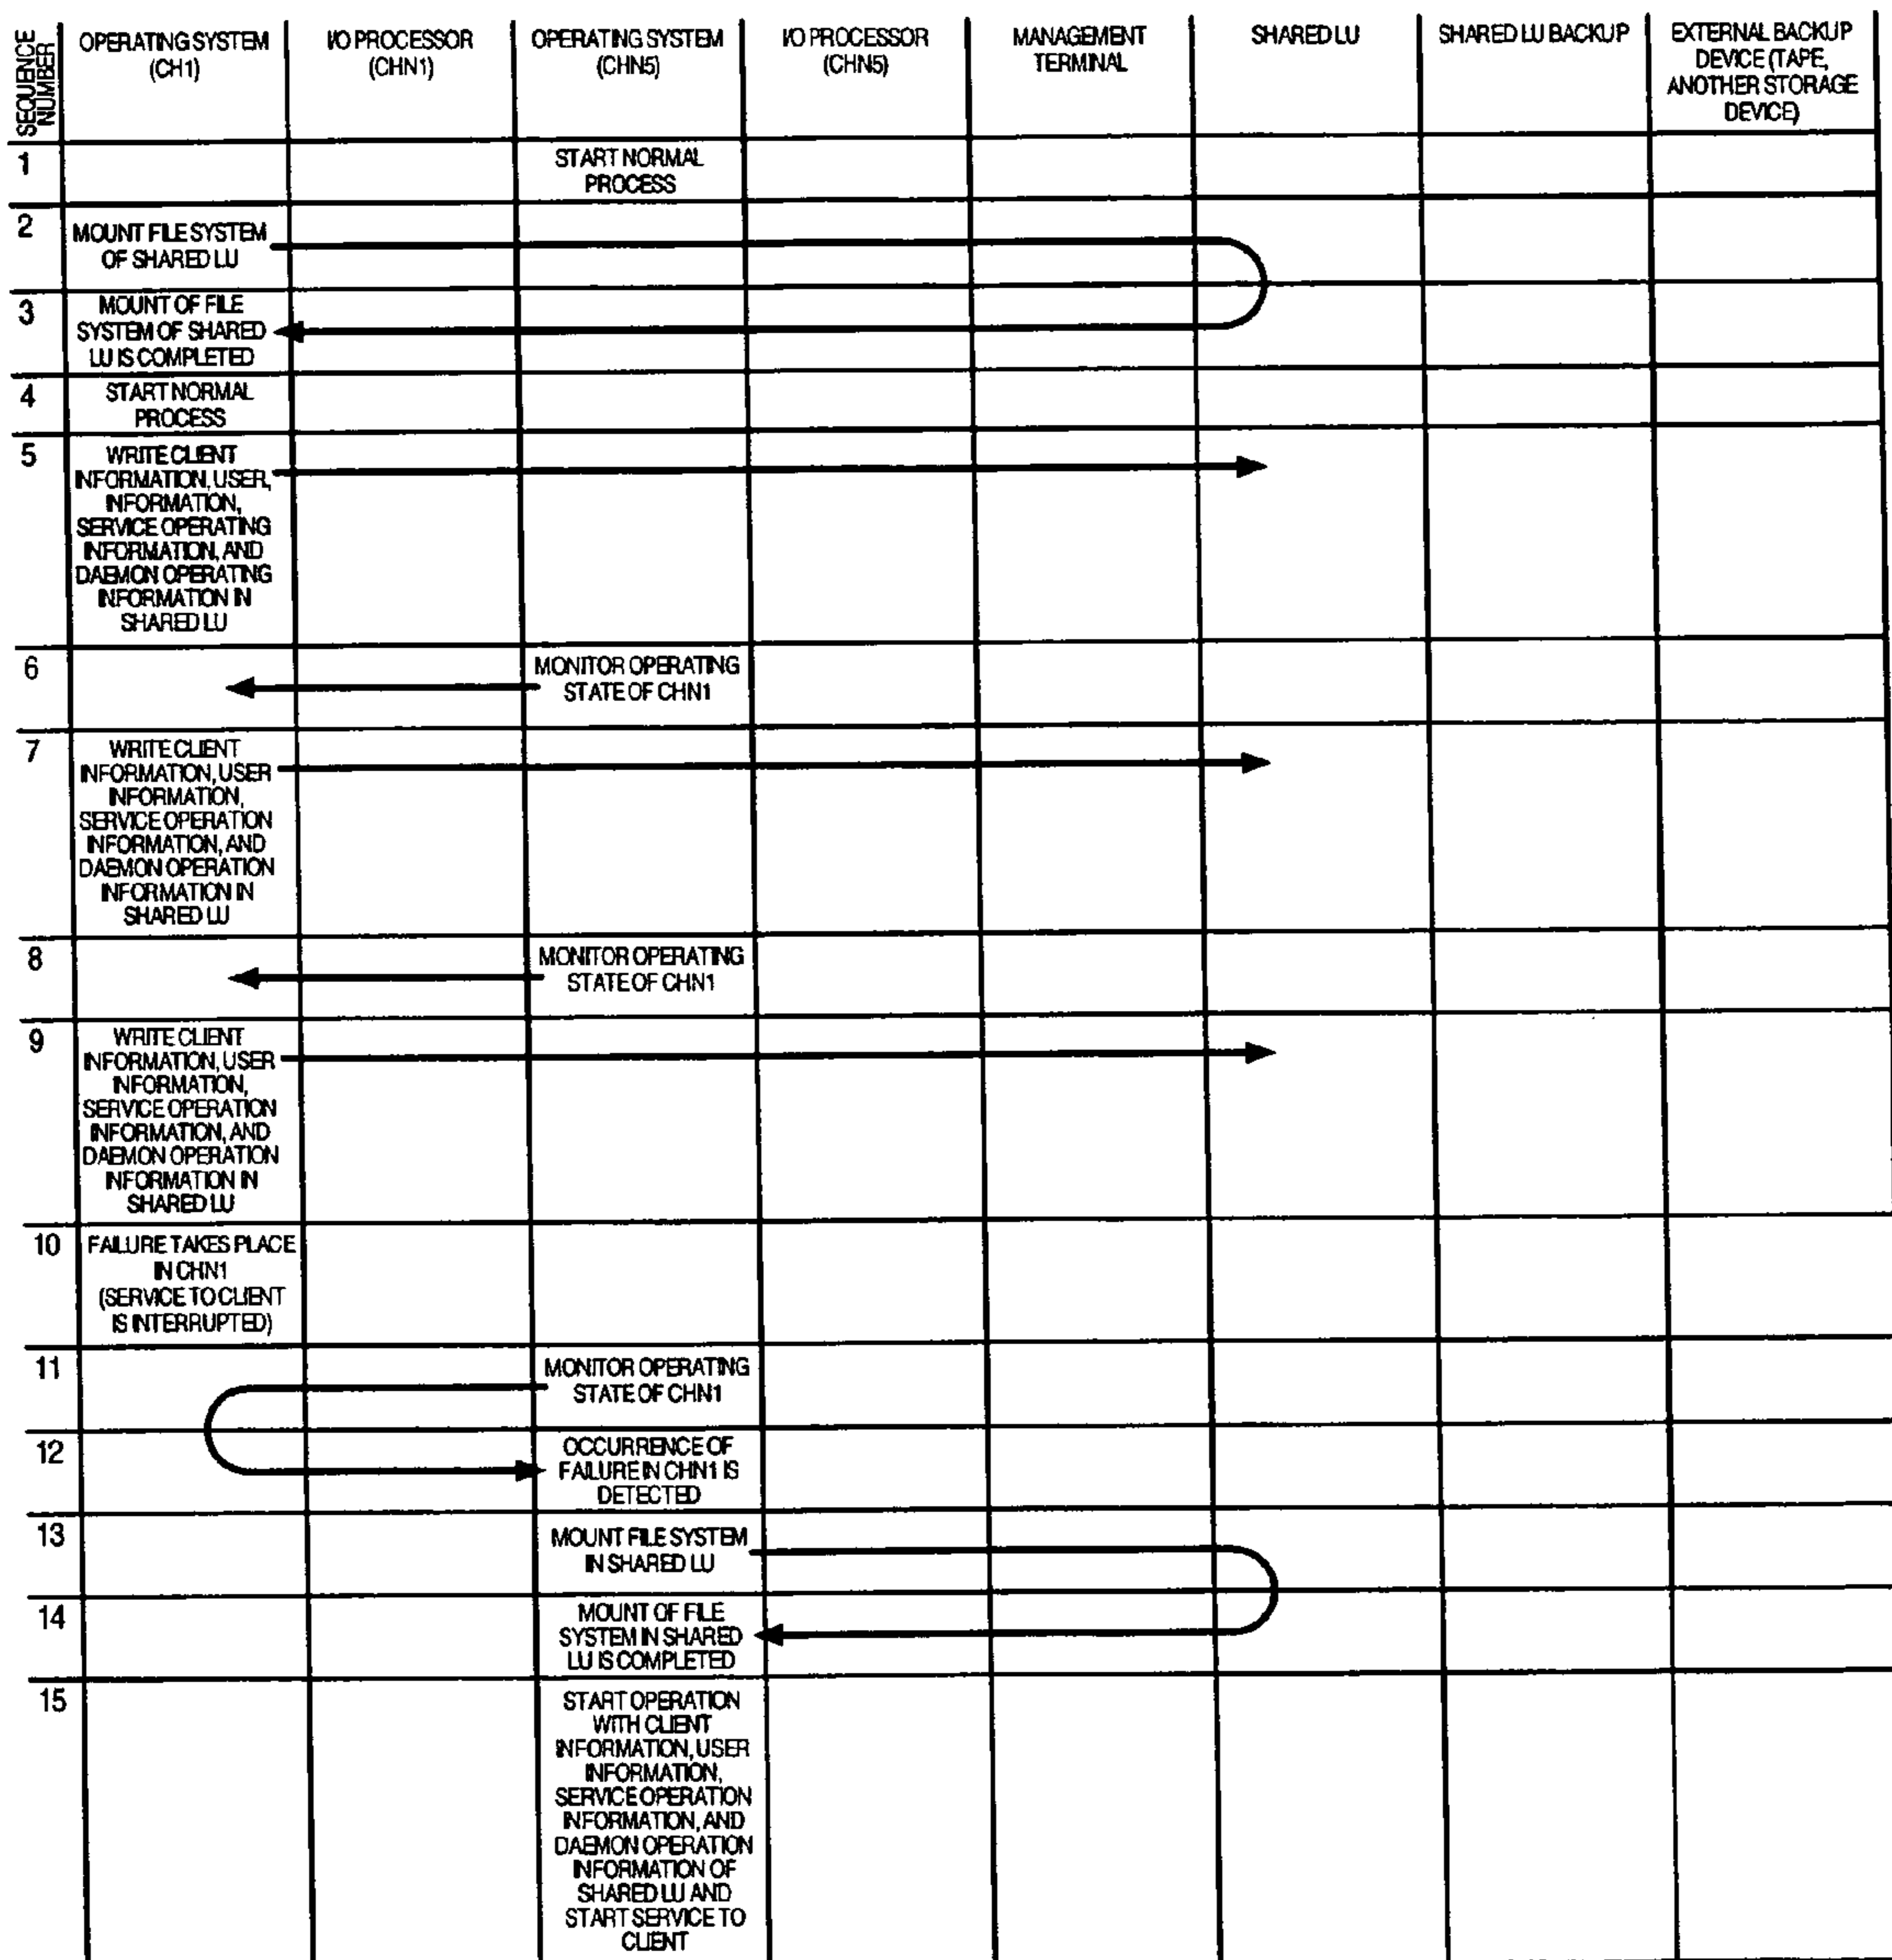 SEQUENCE
NUMBER
OPERATING SYSTEM
(CH1)
I/O PROCESSOR
(CHN1)
OPERATING SYSTEM
(CHN5)
I/O PROCESSOR
(CHN5)
MANAGEMENT
TERMINAL
SHARED LU
SHARED LU BACKUP
EXTERNAL BACKUP
DEVICE (TAPE,
ANOTHER STORAGE
DEVICE)
1
START NORMAL
PROCESS
2
MOUNT FILE SYSTEM
OF SHARED LU
3
MOUNT OF FILE
SYSTEM OF SHARED
LU IS COMPLETED
4
START NORMAL
PROCESS
5
WRITE CLIENT
INFORMATION, USER,
INFORMATION,
SERVICE OPERATING
INFORMATION, AND
DAEMON OPERATING
INFORMATION IN
SHARED LU
6
MONITOR OPERATING
STATE OF CHN1
7
WRITE CLIENT
INFORMATION, USER
INFORMATION,
SERVICE OPERATION
INFORMATION, AND
DAEMON OPERATION
INFORMATION IN
SHARED LU
8
MONITOR OPERATING
STATE OF CHN1
9
WRITE CLIENT
INFORMATION, USER
INFORMATION,
SERVICE OPERATION
INFORMATION, AND
DAEMON OPERATION
INFORMATION IN
SHARED LU
10
FAILURE TAKES PLACE
IN CHN1
(SERVICE TO CLIENT
IS INTERRUPTED)
11
MONITOR OPERATING
STATE OF CHN1
12
OCCURRENCE OF
FAILURE IN CHN1 IS
DETECTED
13
MOUNT FILE SYSTEM
IN SHARED LU
14
MOUNT OF FILE
SYSTEM IN SHARED
LU IS COMPLETED
15
START OPERATION
WITH CLIENT
INFORMATION, USER
INFORMATION,
SERVICE OPERATION
INFORMATION, AND
DAEMON OPERATION
INFORMATION OF
SHARED LU AND
START SERVICE TO
CLIENT